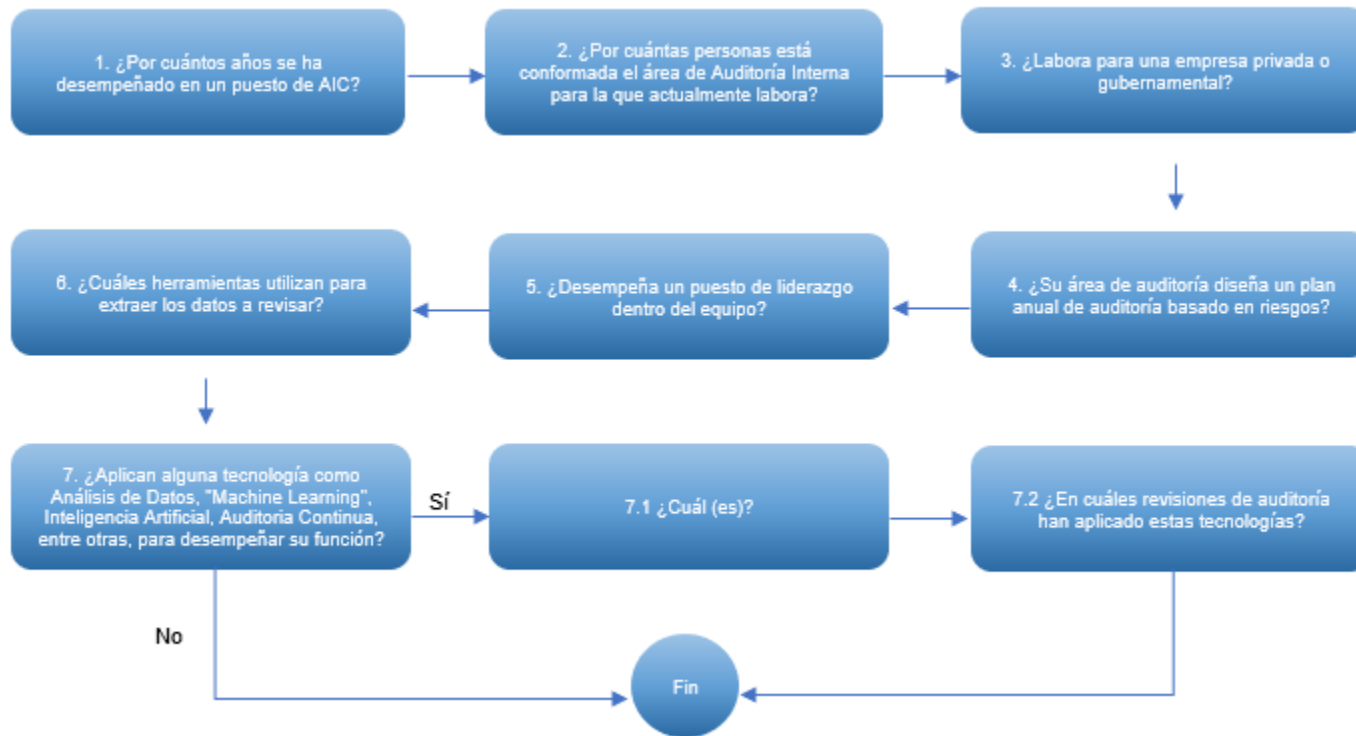 1. ¿Por cuántos años se ha
desempeñado en un puesto de AIC?
2. ¿Por cuántas personas está
conformada el área de Auditoría Interna
para la que actualmente labora?
3. ¿Labora para una empresa privada o
gubernamental?
4. ¿Su área de auditoría diseña un plan
anual de auditoría basado en riesgos?
5. ¿Desempeña un puesto de liderazgo
dentro del equipo?
6. ¿Cuáles herramientas utilizan para
extraer los datos a revisar?
7. ¿Aplican alguna tecnología como
Análisis de Datos, "Machine Learning",
Inteligencia Artificial, Auditoria Continua,
entre otras, para desempeñar su función?
Sí
7.1 ¿Cuál (es)?
7.2 ¿En cuáles revisiones de auditoría
han aplicado estas tecnologías?
No
Fin